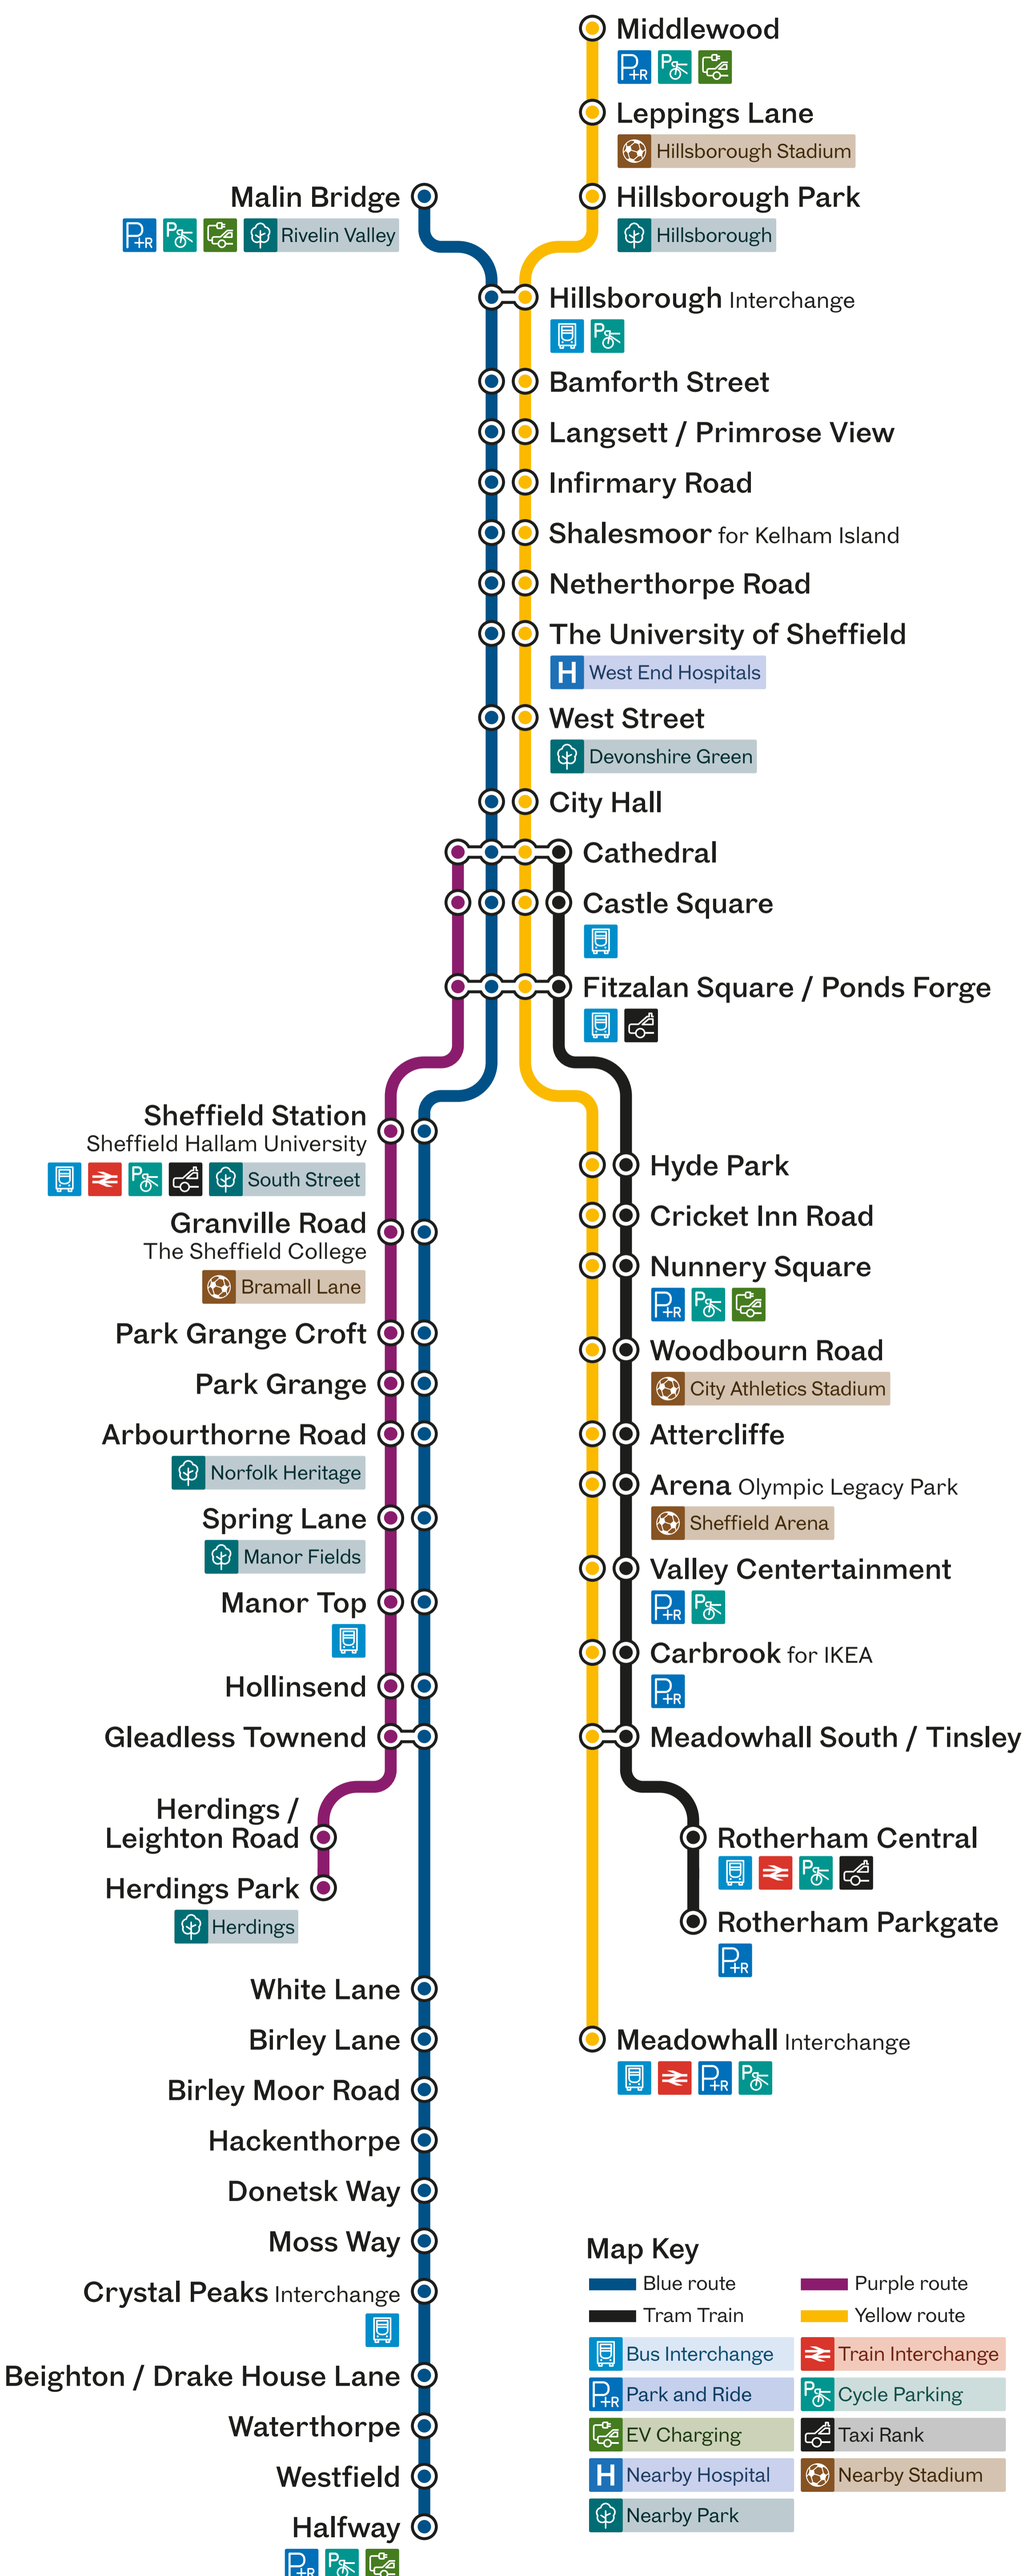 Middlewood
P+R P
Leppings Lane
Hillsborough Stadium
Malin Bridge
P+R P Rivelin Valley
Hillsborough Park
Hillsborough
Hillsborough Interchange
P
Bamforth Street
Langsett / Primrose View
Infirmary Road
Shalesmoor for Kelham Island
Netherthorpe Road
The University of Sheffield
H West End Hospitals
West Street
Devonshire Green
City Hall
Cathedral
Castle Square
Fitzalan Square / Ponds Forge
Sheffield Station
Sheffield Hallam University
P South Street
Granville Road
The Sheffield College
Bramall Lane
Park Grange Croft
Park Grange
Arbourthorne Road
Norfolk Heritage
Spring Lane
Manor Fields
Manor Top
Hollinsend
Gleadless Townend
Herdings /
Leighton Road
Herdings Park
Herdings
White Lane
Birley Lane
Birley Moor Road
Hackenthorpe
Donetsk Way
Moss Way
Crystal Peaks Interchange
Beighton / Drake House Lane
Waterthorpe
Westfield
Halfway
P+R P
Hyde Park
Cricket Inn Road
Nunnery Square
P+R P
Woodbourn Road
City Athletics Stadium
Attercliffe
Arena Olympic Legacy Park
Sheffield Arena
Valley Centertainment
P+R P
Carbrook for IKEA
P+R
Meadowhall South / Tinsley
Rotherham Central
P
Rotherham Parkgate
P+R
Meadowhall Interchange
P+R P
Map Key
Blue route
Purple route
Tram Train
Yellow route
Bus Interchange
Train Interchange
P+R Park and Ride
P Cycle Parking
EV Charging
Taxi Rank
H Nearby Hospital
Nearby Stadium
Nearby Park